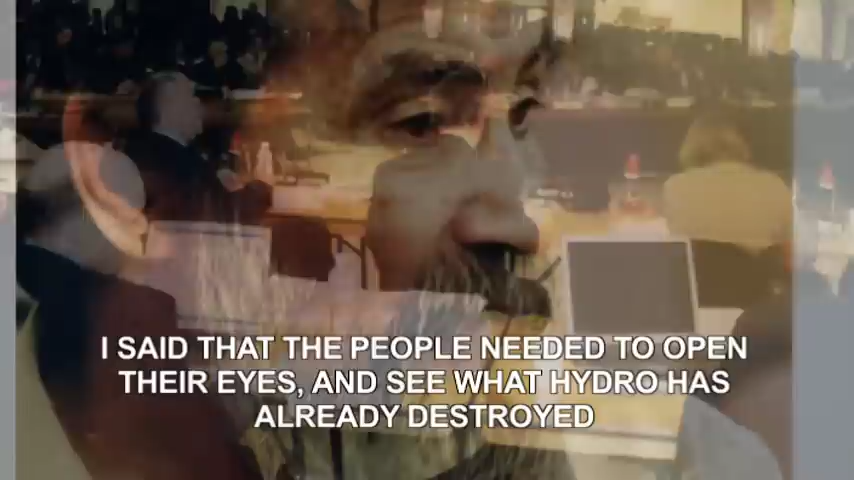 I SAID THAT THE PEOPLE NEEDED TO OPEN
THEIR EYES, AND SEE WHAT HYDRO HAS
ALREADY DESTROYED